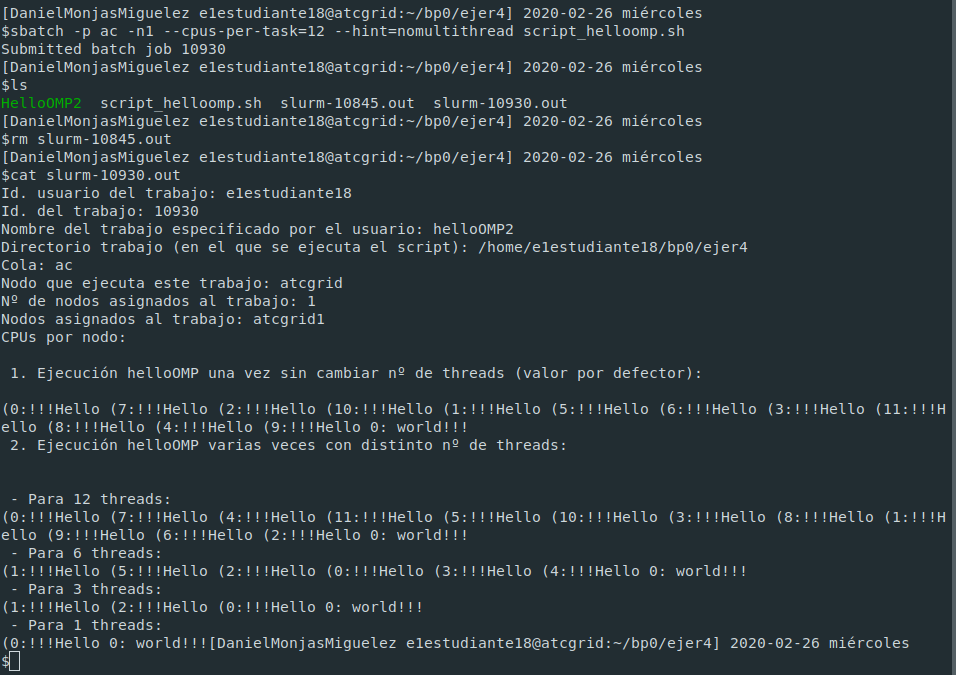 [DanielMonjasMiguelez e1estudiante18@atcgrid:~/bp0/ejer4] 2020-02-26 miércoles
$sbatch -p ac -n1 --cpus-per-task=12 --hint=nomultithread script_helloomp.sh
Submitted batch job 10930
[DanielMonjasMiguelez e1estudiante18@atcgrid:~/bp0/ejer4] 2020-02-26 miércoles
$ls
HelloOMP2  script_helloomp.sh  slurm-10845.out  slurm-10930.out
[DanielMonjasMiguelez e1estudiante18@atcgrid:~/bp0/ejer4] 2020-02-26 miércoles
$rm slurm-10845.out
[DanielMonjasMiguelez e1estudiante18@atcgrid:~/bp0/ejer4] 2020-02-26 miércoles
$cat slurm-10930.out
Id. usuario del trabajo: e1estudiante18
Id. del trabajo: 10930
Nombre del trabajo especificado por el usuario: helloOMP2
Directorio trabajo (en el que se ejecuta el script): /home/e1estudiante18/bp0/ejer4
Cola: ac
Nodo que ejecuta este trabajo: atcgrid
Nº de nodos asignados al trabajo: 1
Nodos asignados al trabajo: atcgrid1
CPUs por nodo:
1. Ejecución helloOMP una vez sin cambiar nº de threads (valor por defector):
(0:!!!Hello (7:!!!Hello (2:!!!Hello (10:!!!Hello (1:!!!Hello (5:!!!Hello (6:!!!Hello (3:!!!Hello (11:!!!H
ello (8:!!!Hello (4:!!!Hello (9:!!!Hello 0: world!!!
2. Ejecución helloOMP varias veces con distinto nº de threads:
- Para 12 threads:
(0:!!!Hello (7:!!!Hello (4:!!!Hello (11:!!!Hello (5:!!!Hello (10:!!!Hello (3:!!!Hello (8:!!!Hello (1:!!!H
ello (9:!!!Hello (6:!!!Hello (2:!!!Hello 0: world!!!
- Para 6 threads:
(1:!!!Hello (5:!!!Hello (2:!!!Hello (0:!!!Hello (3:!!!Hello (4:!!!Hello 0: world!!!
- Para 3 threads:
(1:!!!Hello (2:!!!Hello (0:!!!Hello 0: world!!!
- Para 1 threads:
(0:!!!Hello 0: world!!![DanielMonjasMiguelez e1estudiante18@atcgrid:~/bp0/ejer4] 2020-02-26 miércoles
$